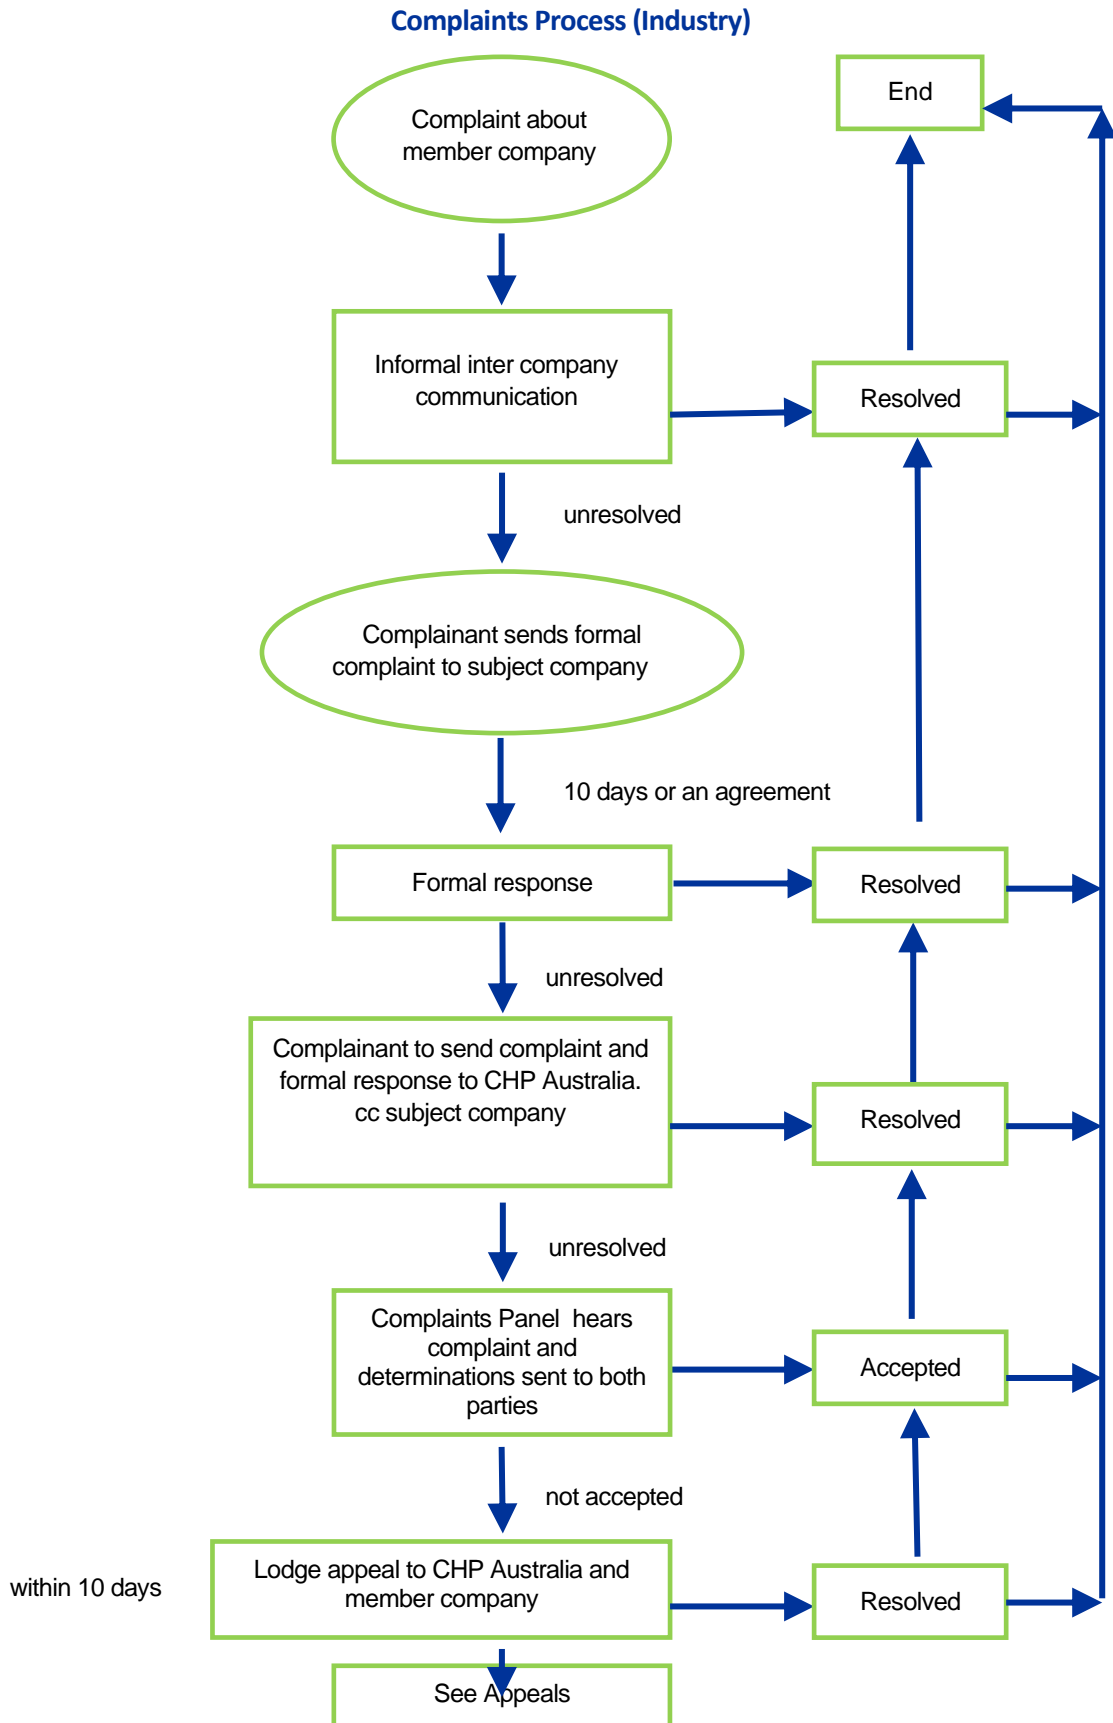 Complaints Process (Industry)
Complaint about
member company
End
Informal inter company
communication
Resolved
unresolved
Complainant sends formal
complaint to subject company
10 days or an agreement
Formal response
Resolved
unresolved
Complainant to send complaint and
formal response to CHP Australia.
cc subject company
Resolved
unresolved
Complaints Panel hears
complaint and
determinations sent to both
parties
Accepted
not accepted
within 10 days
Lodge appeal to CHP Australia and
member company
Resolved
See Appeals